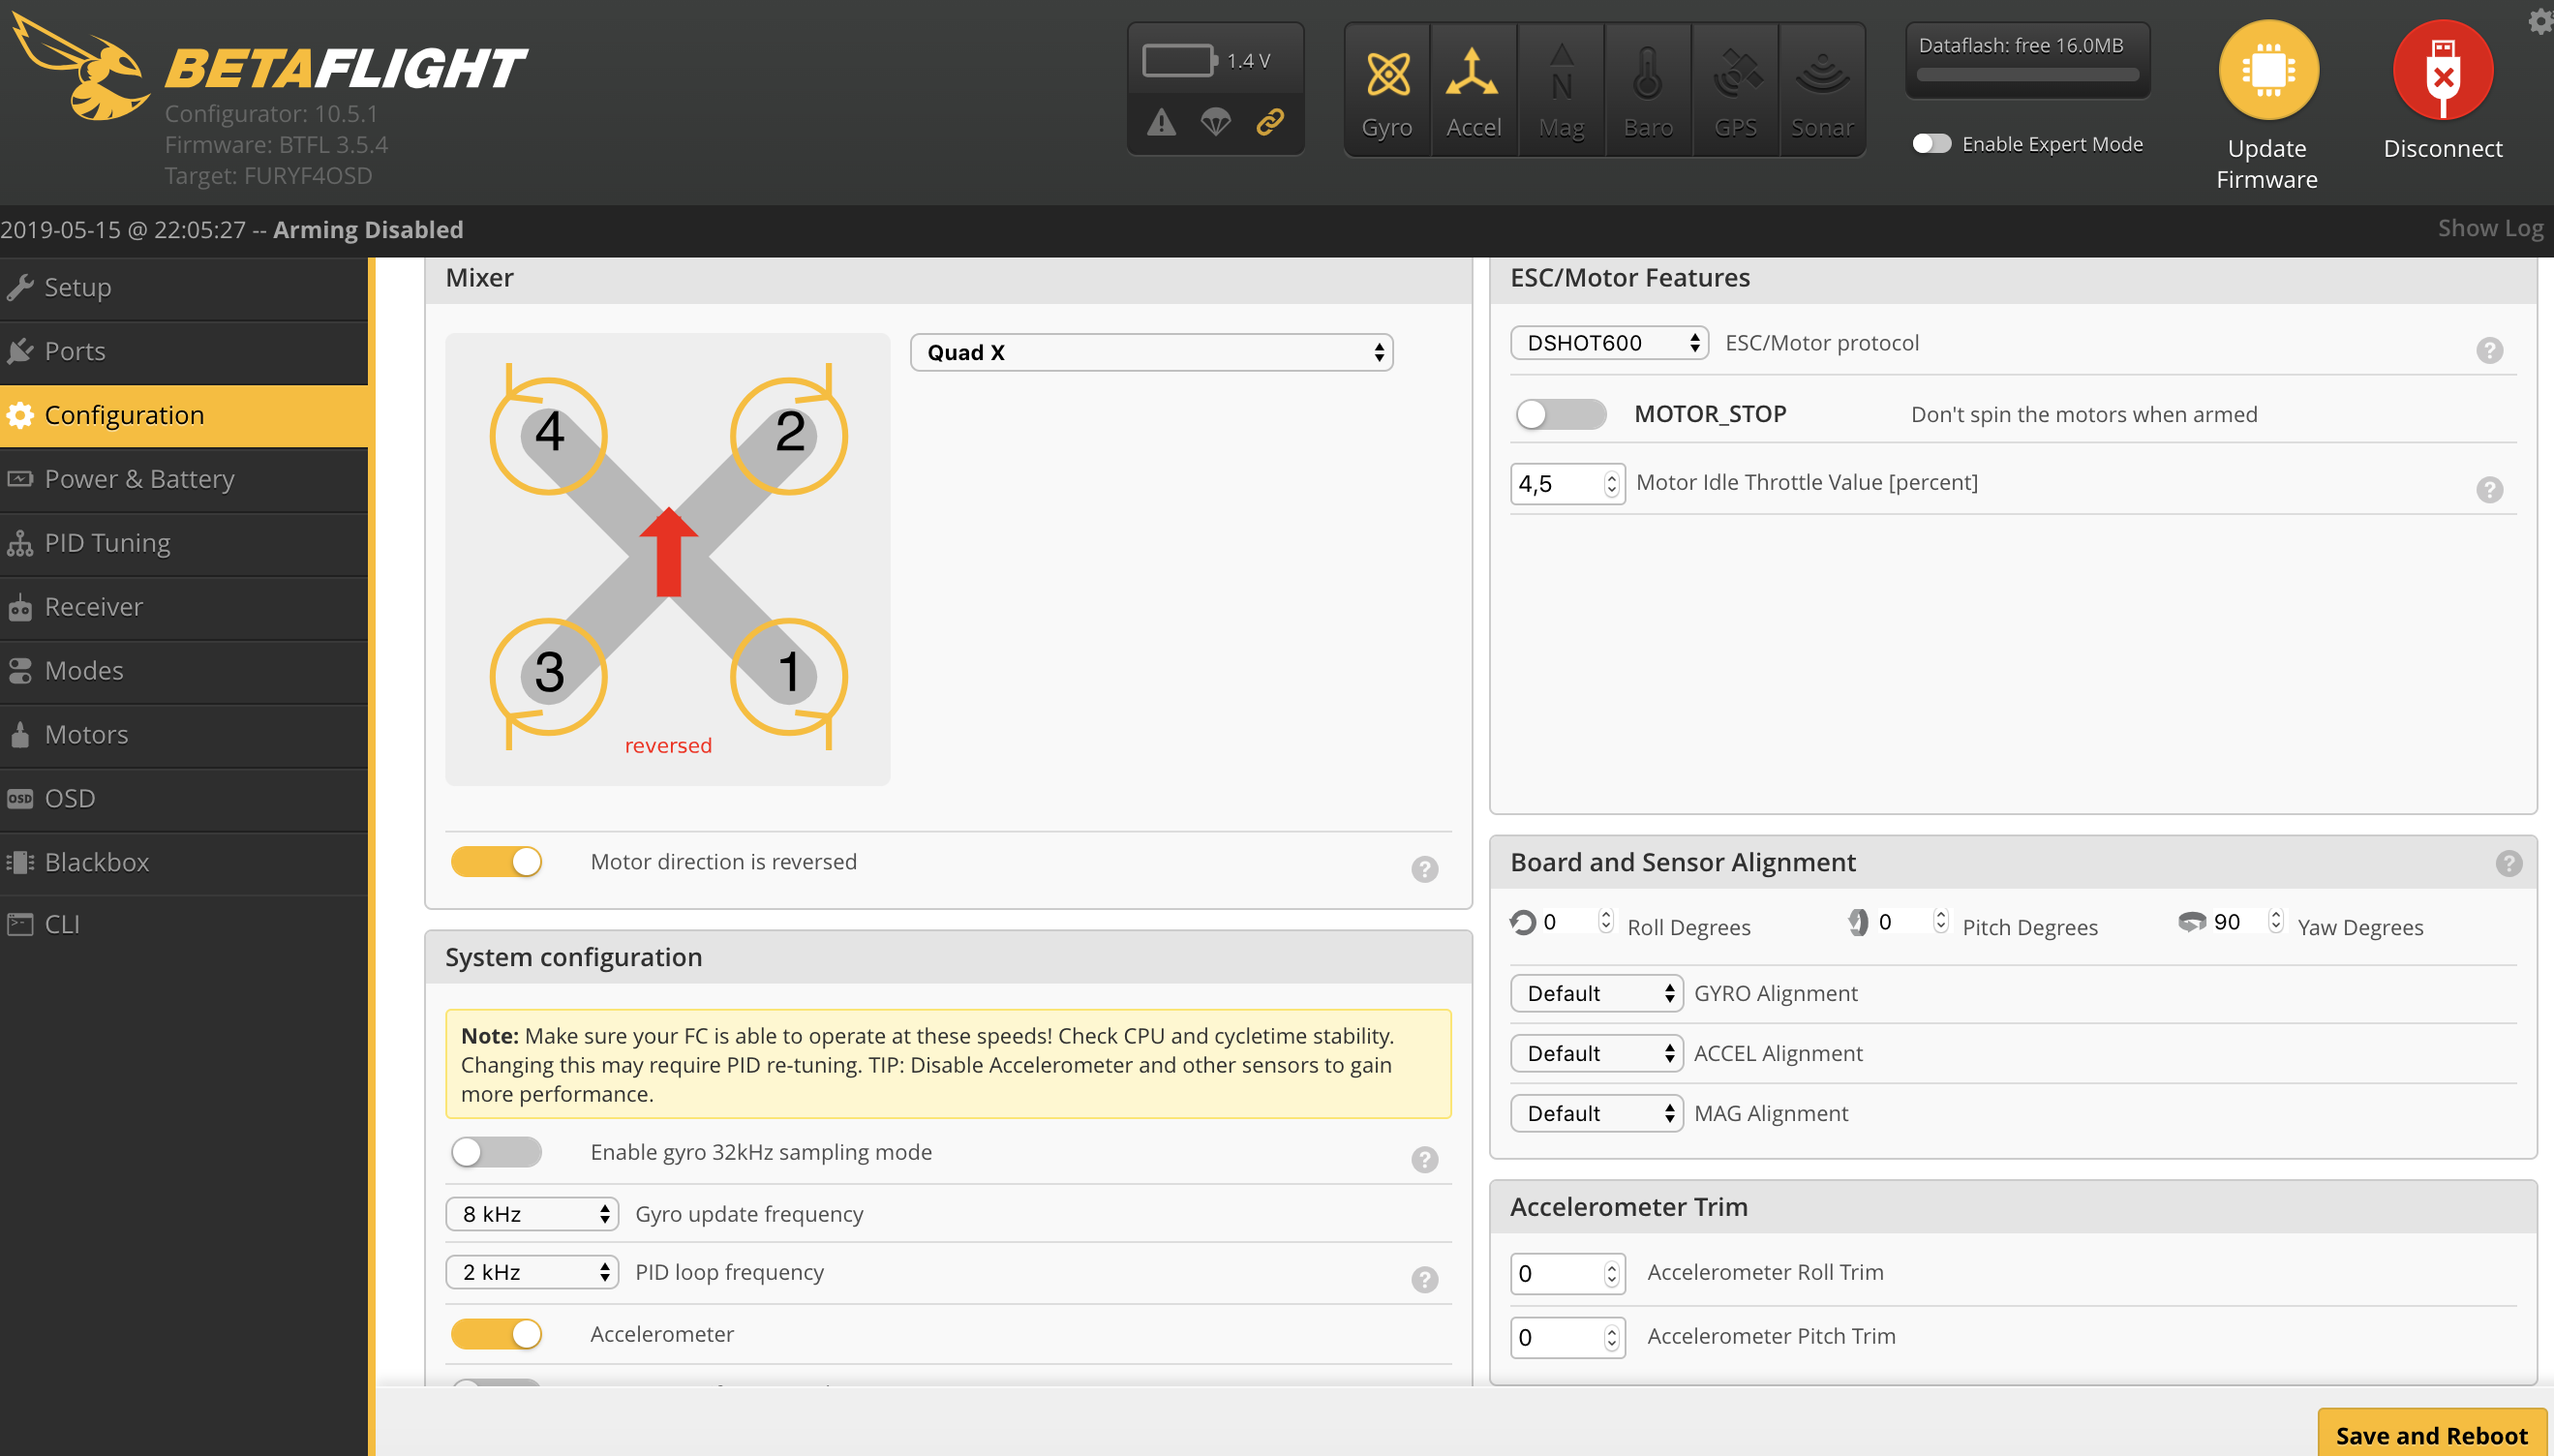 BETAFLIGHT
Configurator: 10.5.1
Firmware: BTFL 3.5.4
Target: FURYF4OSD
1.4 V
Gyro
Accel
Mag
N
Baro
GPS
Sonar
Dataflash: free 16.0MB
Enable Expert Mode
Update
Firmware
Disconnect
2019-05-15 @ 22:05:27 -- Arming Disabled
Show Log
Setup
Ports
Configuration
Power & Battery
PID Tuning
Receiver
Modes
Motors
OSD
OSD
Blackbox
CLI
Mixer
4
2
3
1
reversed
Quad X
Motor direction is reversed
?
System configuration
Note: Make sure your FC is able to operate at these speeds! Check CPU and cycletime stability.
Changing this may require PID re-tuning. TIP: Disable Accelerometer and other sensors to gain
more performance.
Enable gyro 32kHz sampling mode
?
8 kHz
Gyro update frequency
2 kHz
PID loop frequency
?
Accelerometer
ESC/Motor Features
DSHOT600
ESC/Motor protocol
?
MOTOR_STOP
Don't spin the motors when armed
4,5
Motor Idle Throttle Value [percent]
?
Board and Sensor Alignment
?
0
Roll Degrees
0
Pitch Degrees
90
Yaw Degrees
Default
GYRO Alignment
Default
ACCEL Alignment
Default
MAG Alignment
Accelerometer Trim
0
Accelerometer Roll Trim
0
Accelerometer Pitch Trim
Save and Reboot